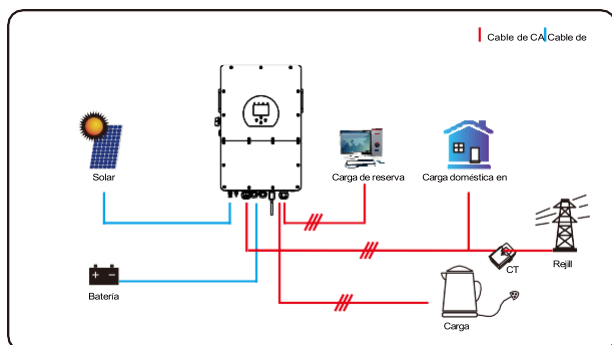 Cable de CA Cable de
Solar
Carga de reserva
Carga doméstica en
CT
Rejill
Batería
Carga